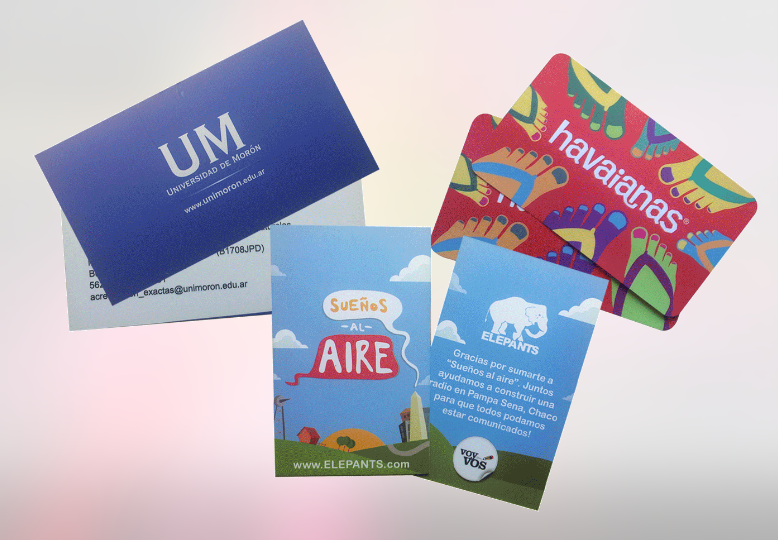 UM
UNIVERSIDAD DE MORÓN
www.unimoron.edu.ar
(B1708JPD)
_exactas@unimoron.edu.ar
havaianas®
SUEÑOS
-AL-
AIRE
www.ELEPANTS.com
ELEPANTS
Gracias por sumarte a
"Sueños al aire". Juntos
ayudamos a construir una
radio en Pampa Sena, Chaco
para que todos podamos
estar comunicados!
VOY
VOS